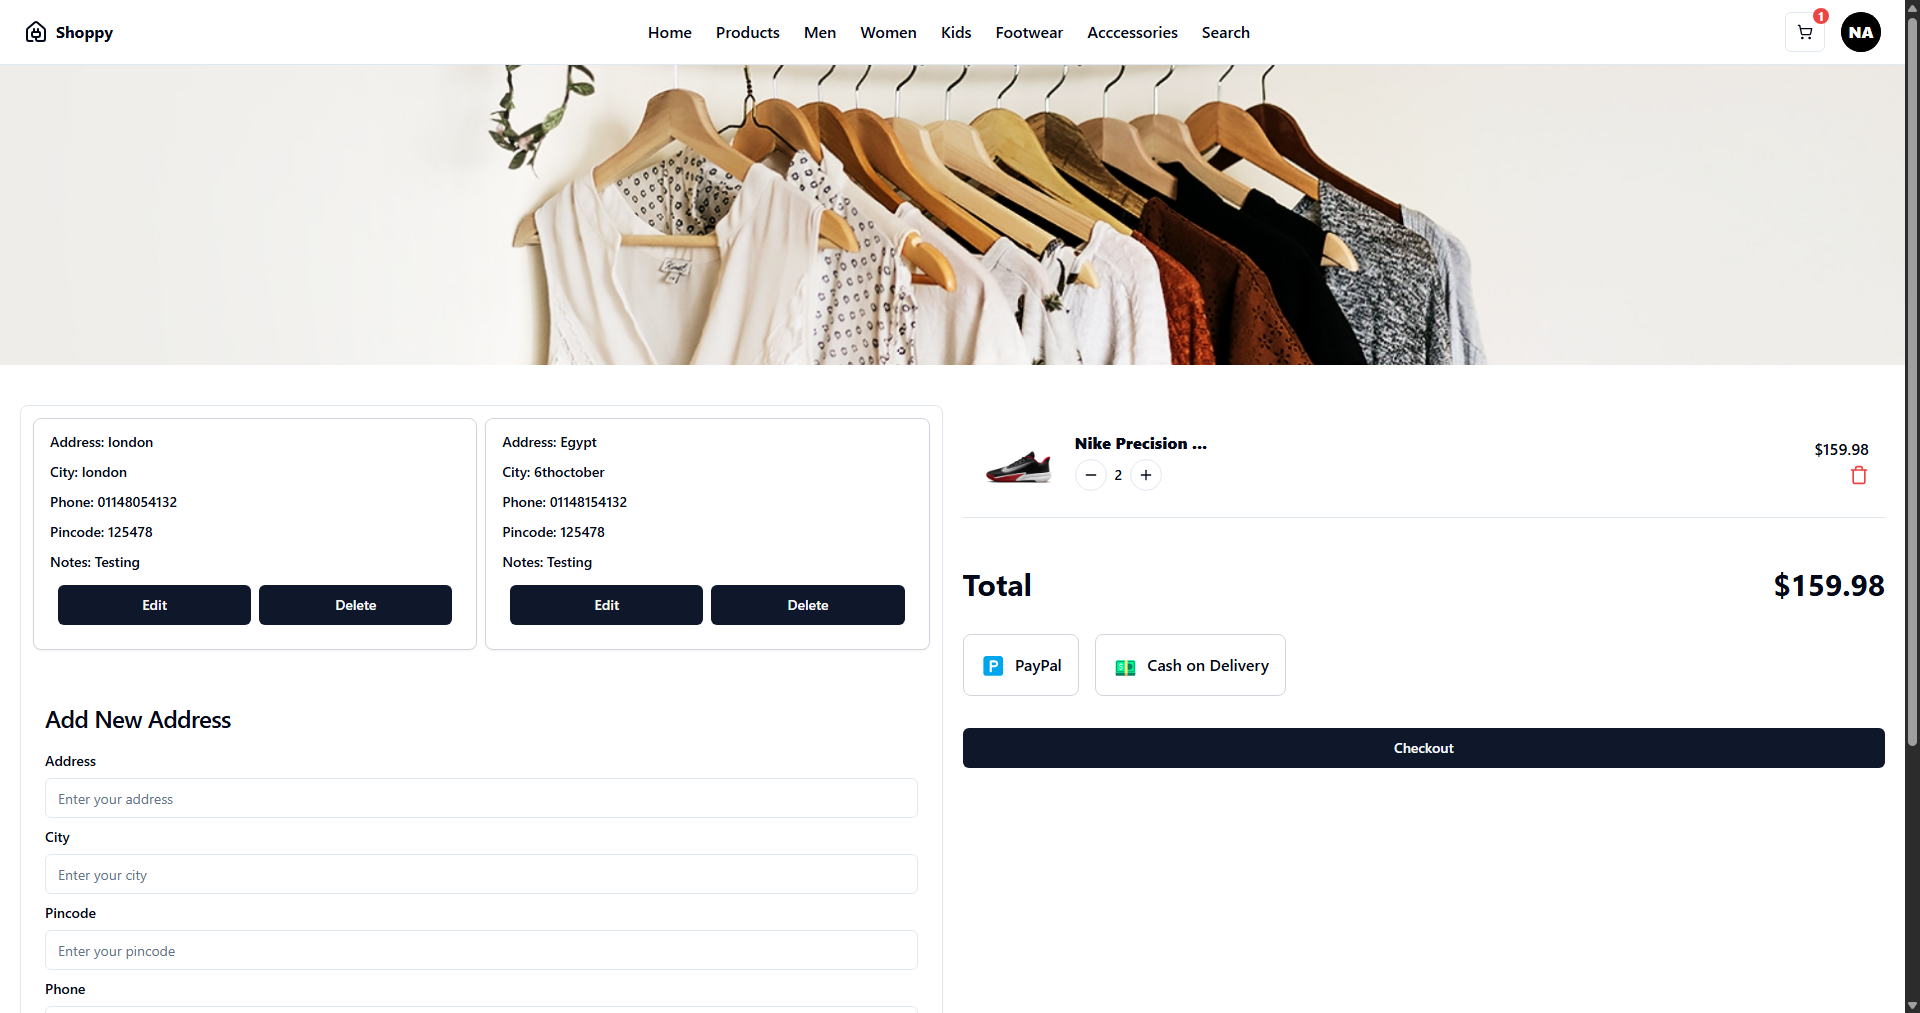 Shoppy
Home Products Men Women Kids Footwear Acccessories Search
1
NA
Address: london
City: london
Phone: 01148054132
Pincode: 125478
Notes: Testing
Edit Delete
Address: Egypt
City: 6thoctober
Phone: 01148154132
Pincode: 125478
Notes: Testing
Edit Delete
Add New Address
Address
Enter your address
City
Enter your city
Pincode
Enter your pincode
Phone
Nike Precision ...
2
$159.98
Total $159.98
PayPal
Cash on Delivery
Checkout